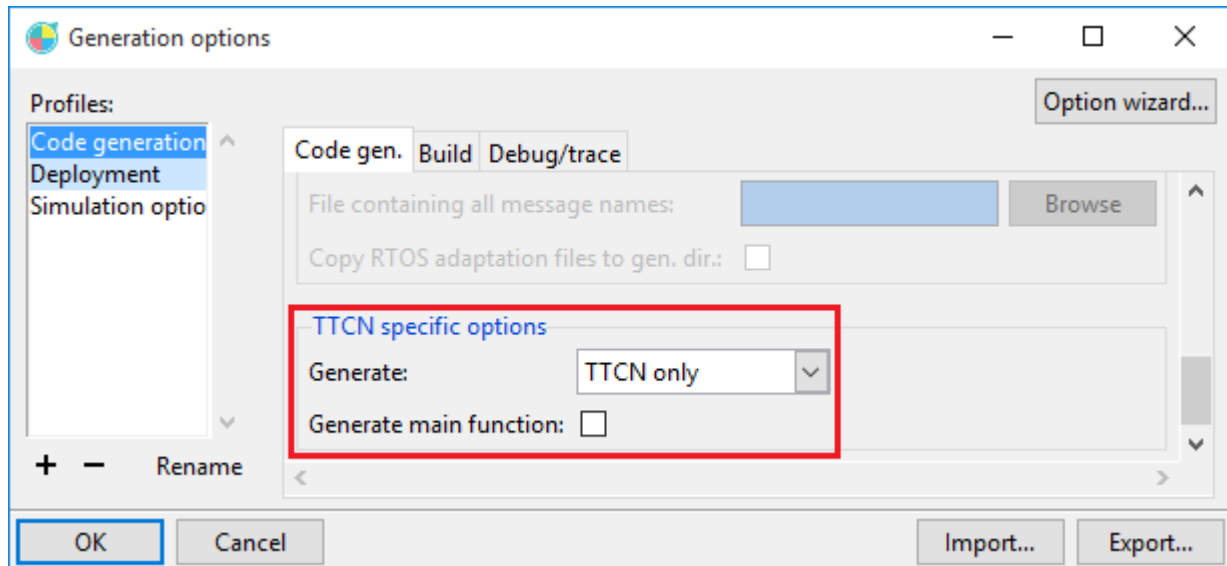 Generation options
Profiles:
Option wizard...
Code generation
Deployment
Simulation optio
Code gen. Build Debug/trace
File containing all message names: Browse
Copy RTOS adaptation files to gen. dir.:
TTCN specific options
Generate: TTCN only
Generate main function:
+ − Rename
OK Cancel Import... Export...